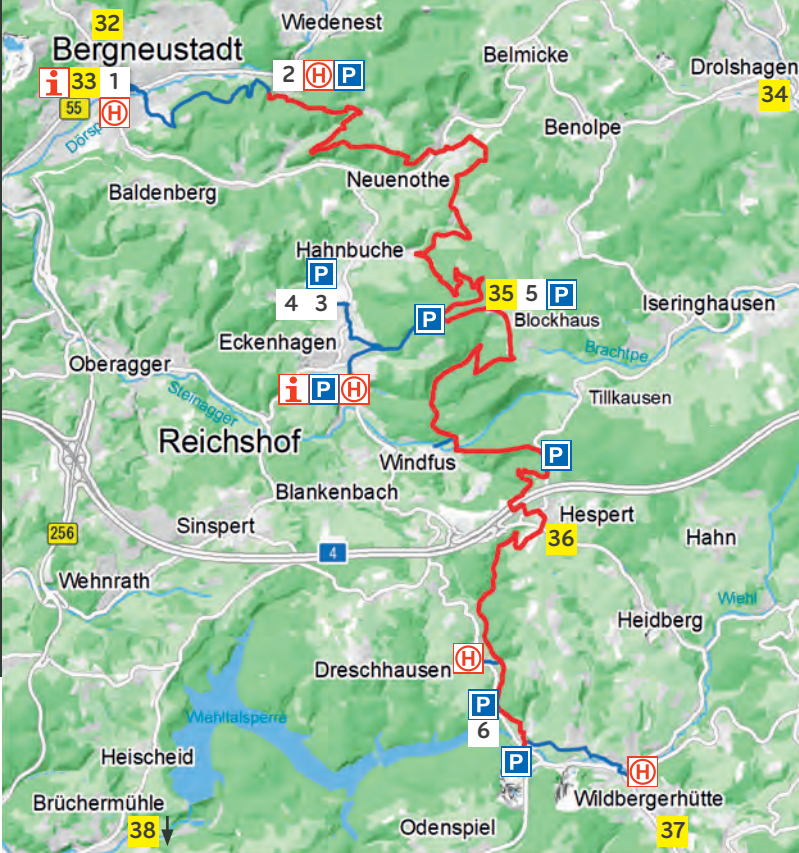 32
Wiedenest
Bergneustadt
Belmicke
Drolshagen
i 33 1
2 H P
34
55
H
Benolpe
Baldenberg
Neuenothe
Hahnbuche
P
35 5 P
4 3
P
Iseringhausen
Blockhaus
Eckenhagen
Brachtpe
Oberagger
i P H
Steinagger
Tillkausen
Reichshof
P
Windfus
Blankenbach
Hespert
Sinspert
256
36
Hahn
4
Wehnrath
Wiehl
Heidberg
H
Dreschhausen
P
Wiehltalsperre
6
P
Heischeid
H
Brüchermühle
Wildbergerhütte
38
Odenspiel
37